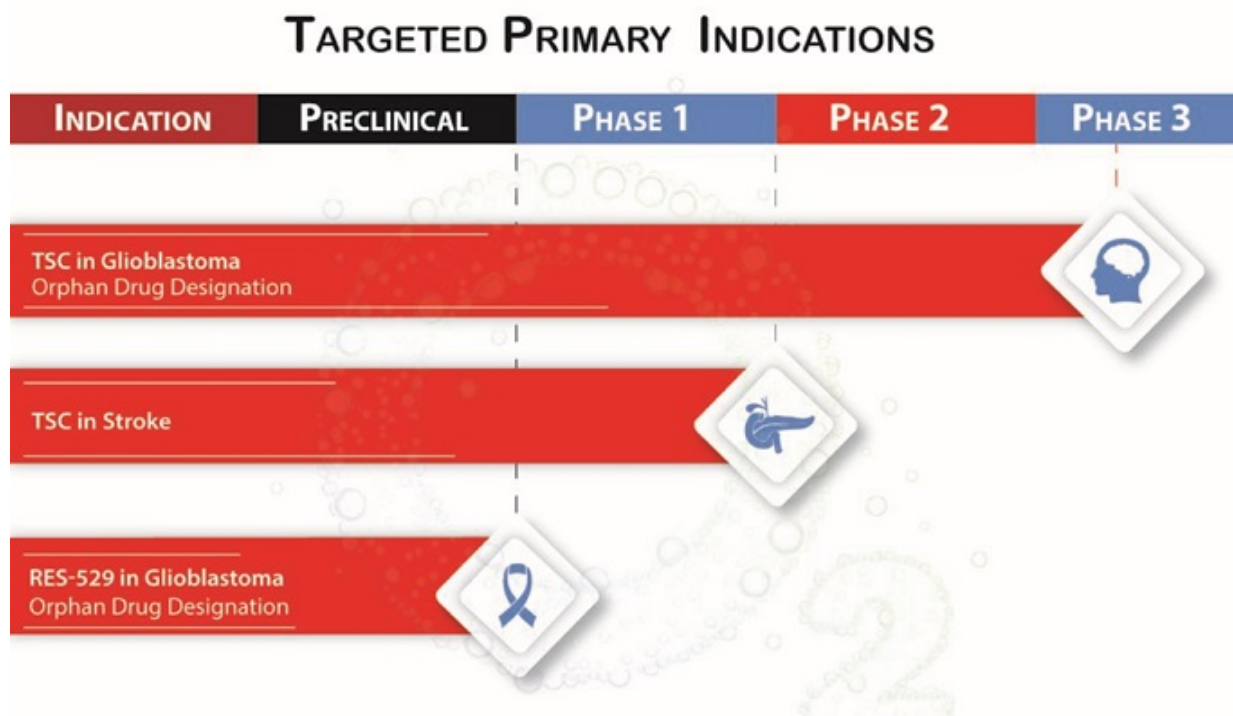 TARGETED PRIMARY INDICATIONS
INDICATION PRECLINICAL PHASE 1 PHASE 2 PHASE 3
TSC in Glioblastoma
Orphan Drug Designation
TSC in Stroke
RES-529 in Glioblastoma
Orphan Drug Designation
2